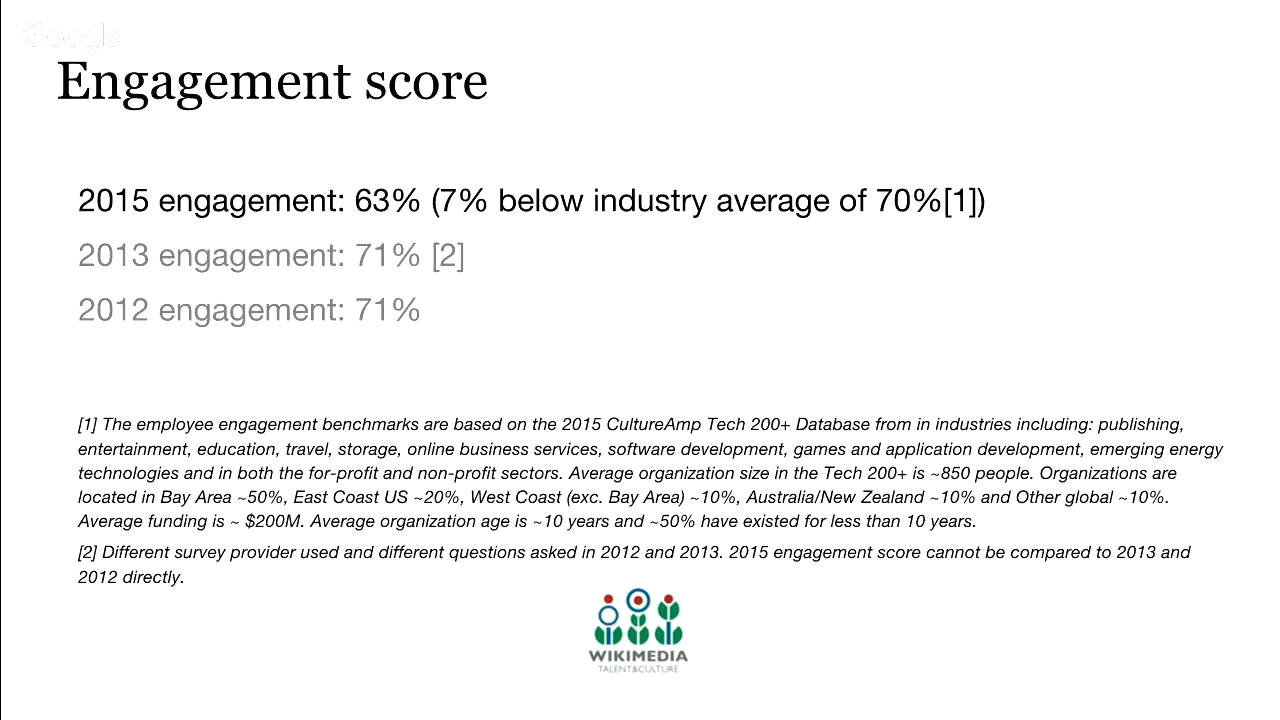 Google
Engagement score
2015 engagement: 63% (7% below industry average of 70%[1])
2013 engagement: 71% [2]
2012 engagement: 71%
[1] The employee engagement benchmarks are based on the 2015 CultureAmp Tech 200+ Database from in industries including: publishing,
entertainment, education, travel, storage, online business services, software development, games and application development, emerging energy
technologies and in both the for-profit and non-profit sectors. Average organization size in the Tech 200+ is ~850 people. Organizations are
located in Bay Area ~50%, East Coast US ~20%, West Coast (exc. Bay Area) ~10%, Australia/New Zealand ~10% and Other global ~10%.
Average funding is ~ $200M. Average organization age is ~10 years and ~50% have existed for less than 10 years.
[2] Different survey provider used and different questions asked in 2012 and 2013. 2015 engagement score cannot be compared to 2013 and
2012 directly.
WIKIMEDIA
TALENT&CULTURE